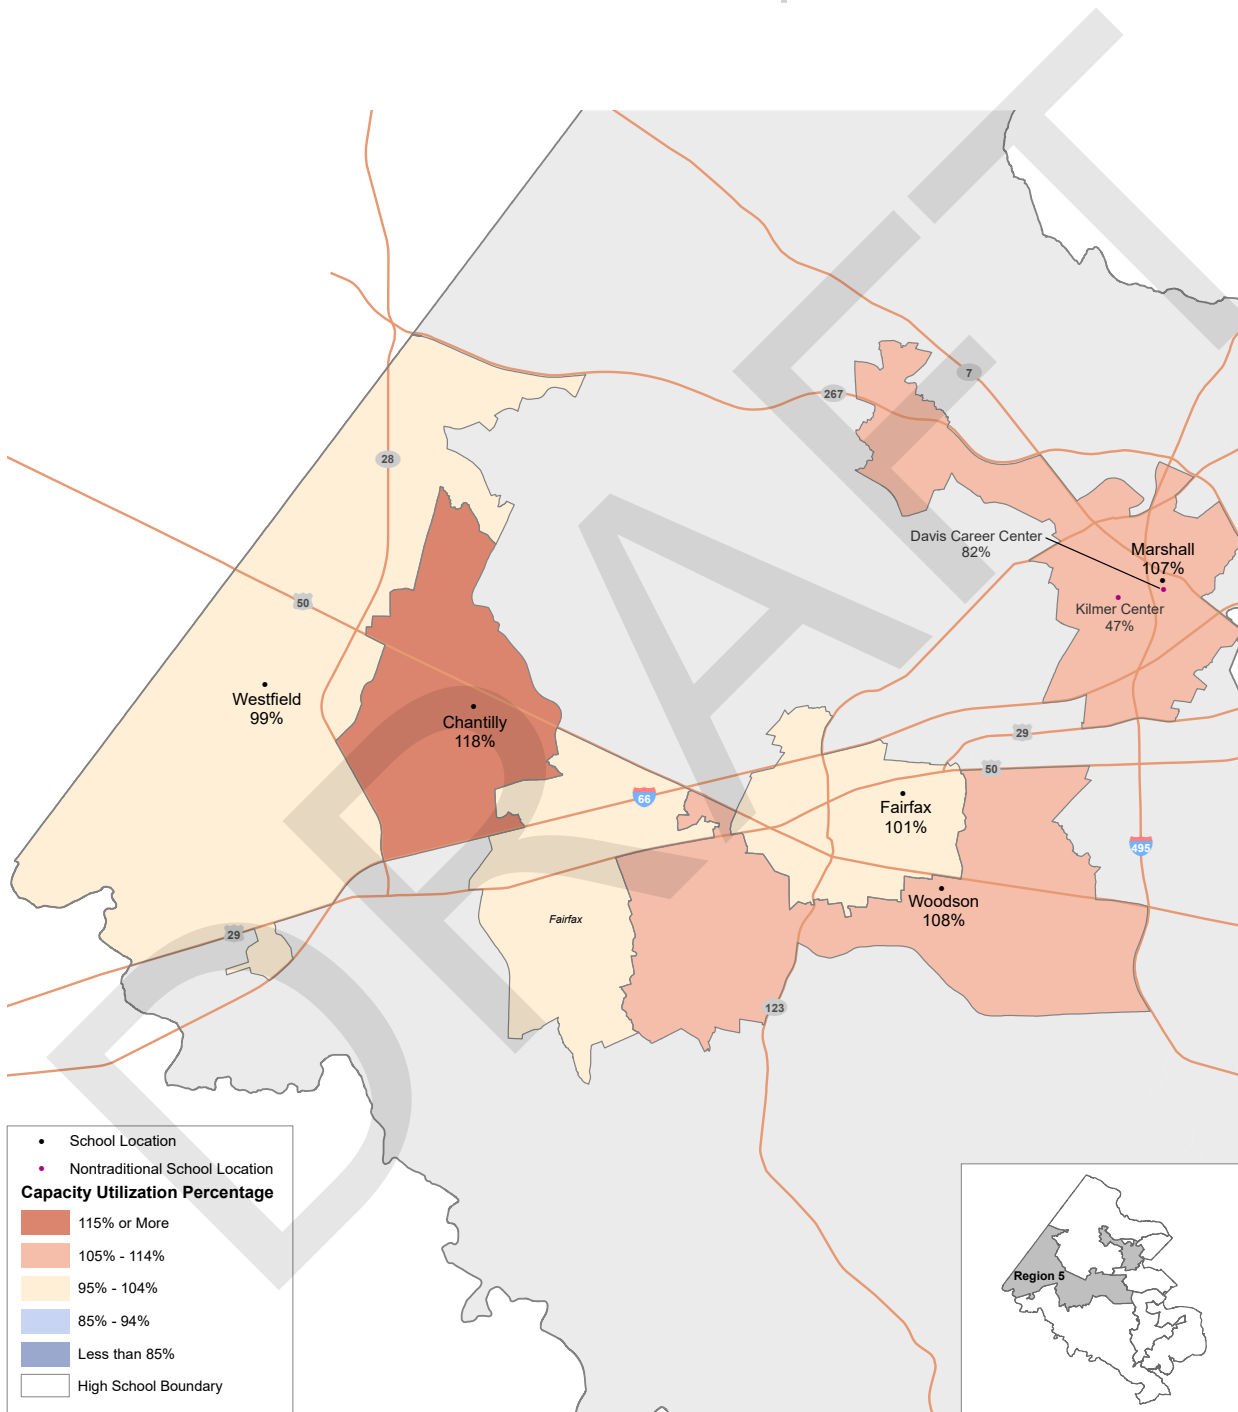 DRAFT
267
7
28
Davis Career Center
82%
Marshall
107%
Kilmer Center
47%
50
Westfield
99%
Chantilly
118%
29
50
66
Fairfax
101%
495
Woodson
108%
Fairfax
29
123
School Location
Nontraditional School Location
Capacity Utilization Percentage
115% or More
105% - 114%
95% - 104%
85% - 94%
Less than 85%
High School Boundary
Region 5